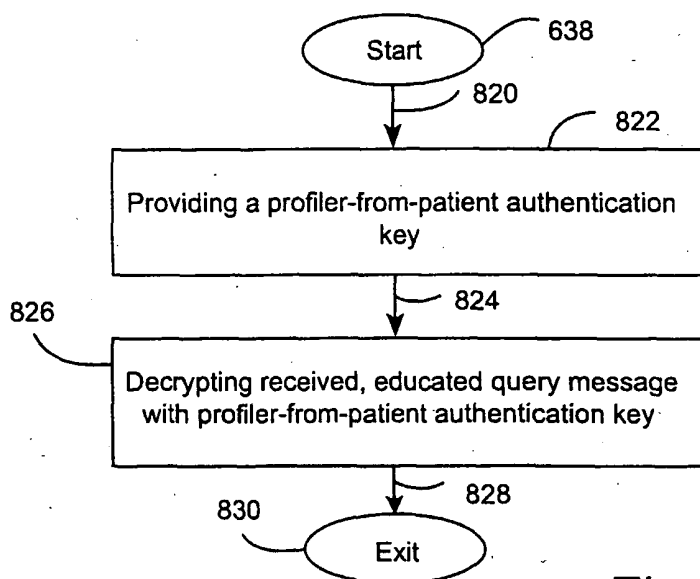 Start
638
820
822
Providing a profiler-from-patient authentication
key
824
826
Decrypting received, educated query message
with profiler-from-patient authentication key
828
830
Exit